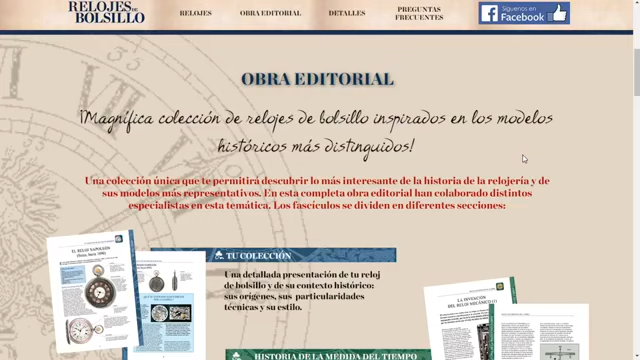 RELOJES DE
BOLSILLO
RELOJES
OBRA EDITORIAL
DETALLES
PREGUNTAS
FRECUENTES
Síguenos en
Facebook
OBRA EDITORIAL
¡Magnífica colección de relojes de bolsillo inspirados en los modelos
históricos más distinguidos!
Una colección única que te permitirá descubrir lo más interesante de la historia de la relojería y de
sus modelos más representativos. En esta completa obra editorial han colaborado distintos
especialistas en esta temática. Los fascículos se dividen en diferentes secciones:
EL RELOJ NAPOLEÓN
TU COLECCIÓN
Una detallada presentación de tu reloj
de bolsillo y de su contexto histórico:
sus orígenes, sus particularidades
técnicas y su estilo.
LA INVENCIÓN
DEL RELOJ MECÁNICO (I)
HISTORIA DE LA MEDIDA DEL TIEMPO